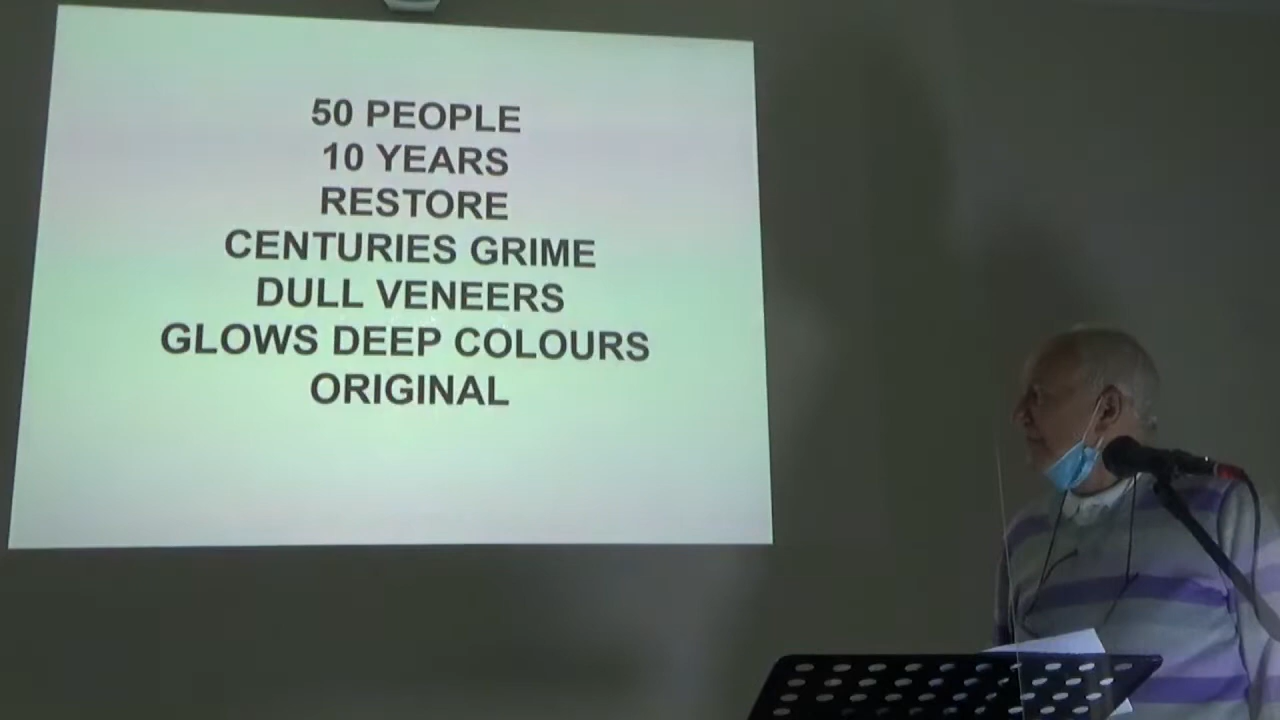 50 PEOPLE
10 YEARS
RESTORE
CENTURIES GRIME
DULL VENEERS
GLOWS DEEP COLOURS
ORIGINAL